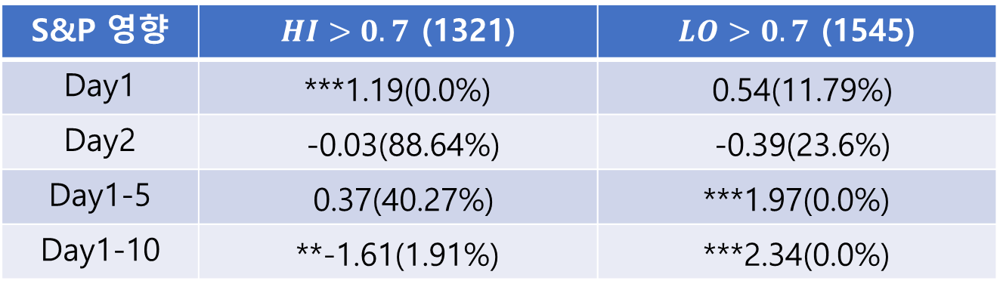 S&P 영향 HI > 0.7 (1321) LO > 0.7 (1545)
Day1 ***1.19(0.0%) 0.54(11.79%)
Day2 -0.03(88.64%) -0.39(23.6%)
Day1-5 0.37(40.27%) ***1.97(0.0%)
Day1-10 **-1.61(1.91%) ***2.34(0.0%)